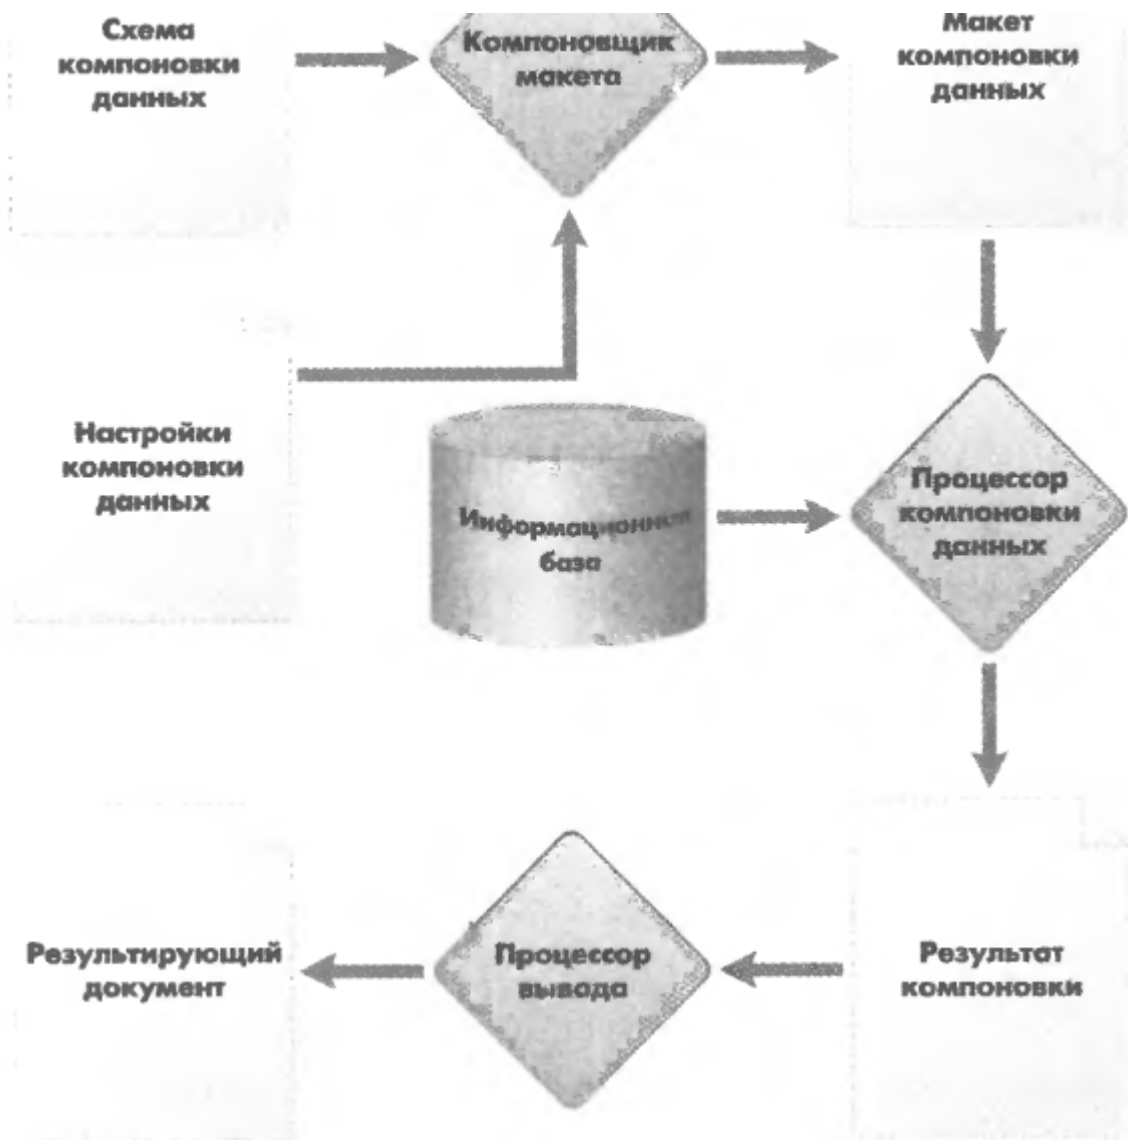 Схема
компоновки
данных
Компоновщик
макета
Макет
компоновки
данных
Настройки
компоновки
данных
Информационная
база
Процессор
компоновки
данных
Результирующий
документ
Процессор
вывода
Результат
компоновки